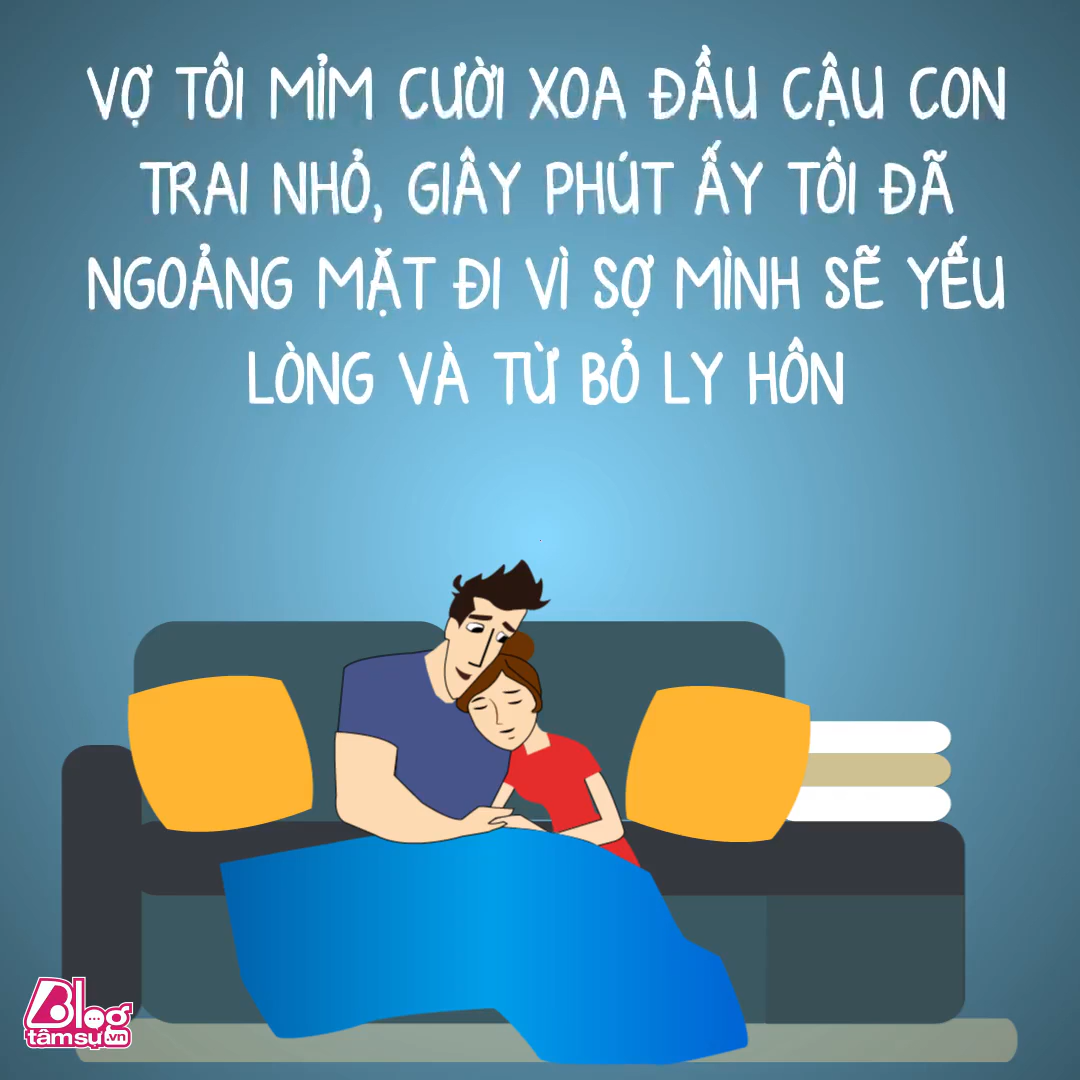 VỢ TÔI MỈM CƯỜI XOA ĐẦU CẬU CON
TRAI NHỎ, GIÂY PHÚT ẤY TÔI ĐÃ
NGOẢNG MẶT ĐI VÌ SỢ MÌNH SẼ YẾU
LÒNG VÀ TỪ BỎ LY HÔN
Blog
tâmsự.vn